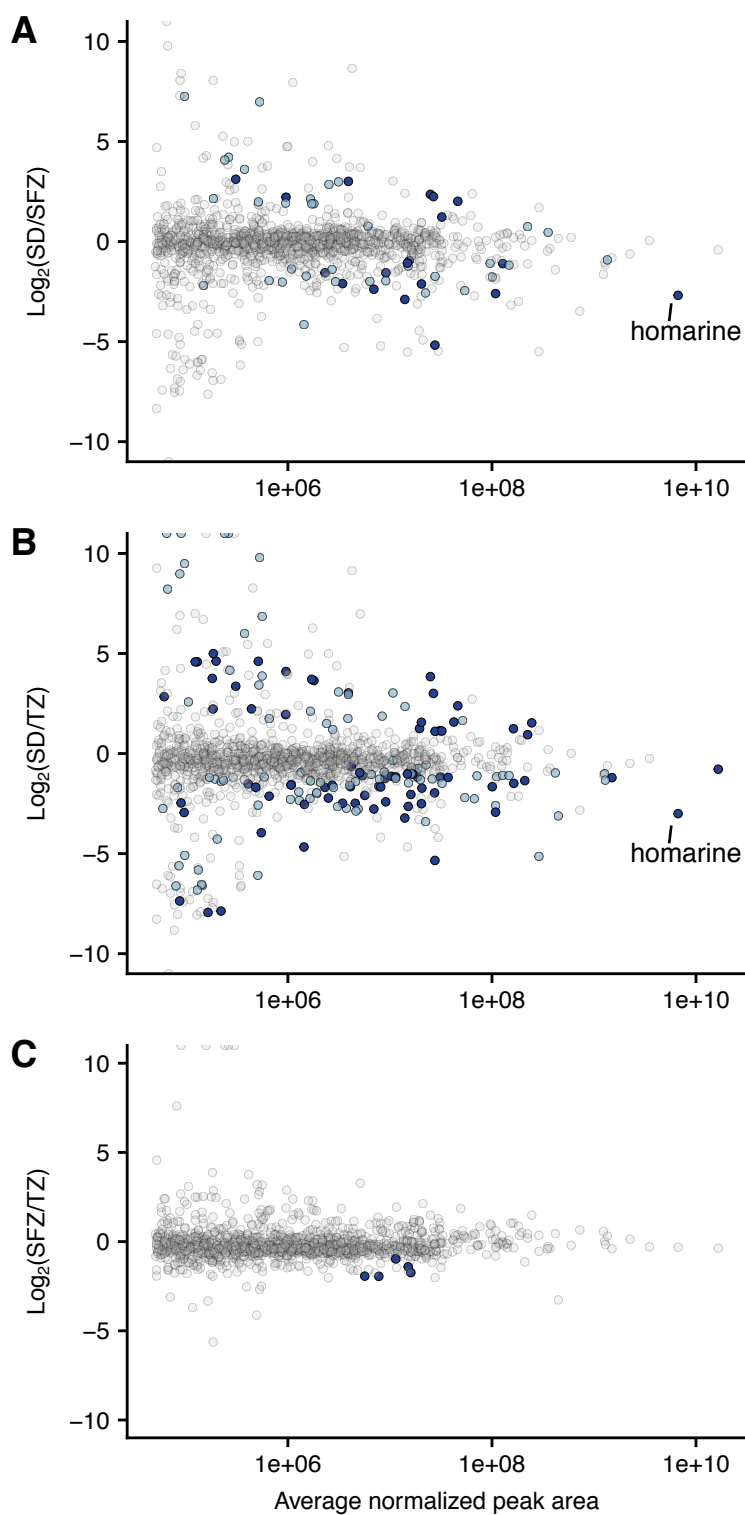 A
10
5
0
−5
−10
Log2(SD/SFZ)
homarine
1e+06 1e+08 1e+10
B
10
5
0
−5
−10
Log2(SD/TZ)
homarine
1e+06 1e+08 1e+10
C
10
5
0
−5
−10
Log2(SFZ/TZ)
1e+06 1e+08 1e+10
Average normalized peak area